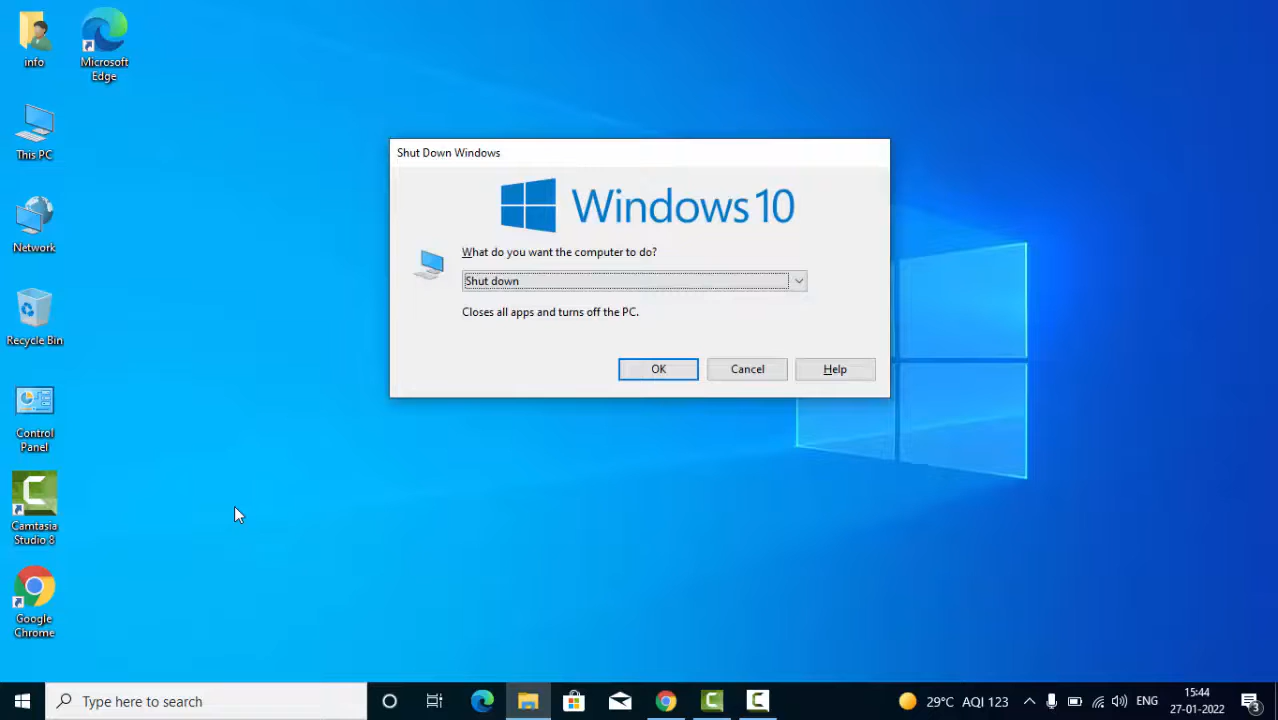 info
Microsoft
Edge
This PC
Network
Recycle Bin
Control
Panel
Camtasia
Studio 8
Google
Chrome
Shut Down Windows
Windows 10
What do you want the computer to do?
Shut down
Closes all apps and turns off the PC.
OK
Cancel
Help
Type here to search
29°C AQI 123
ENG
15:44
27-01-2022
3